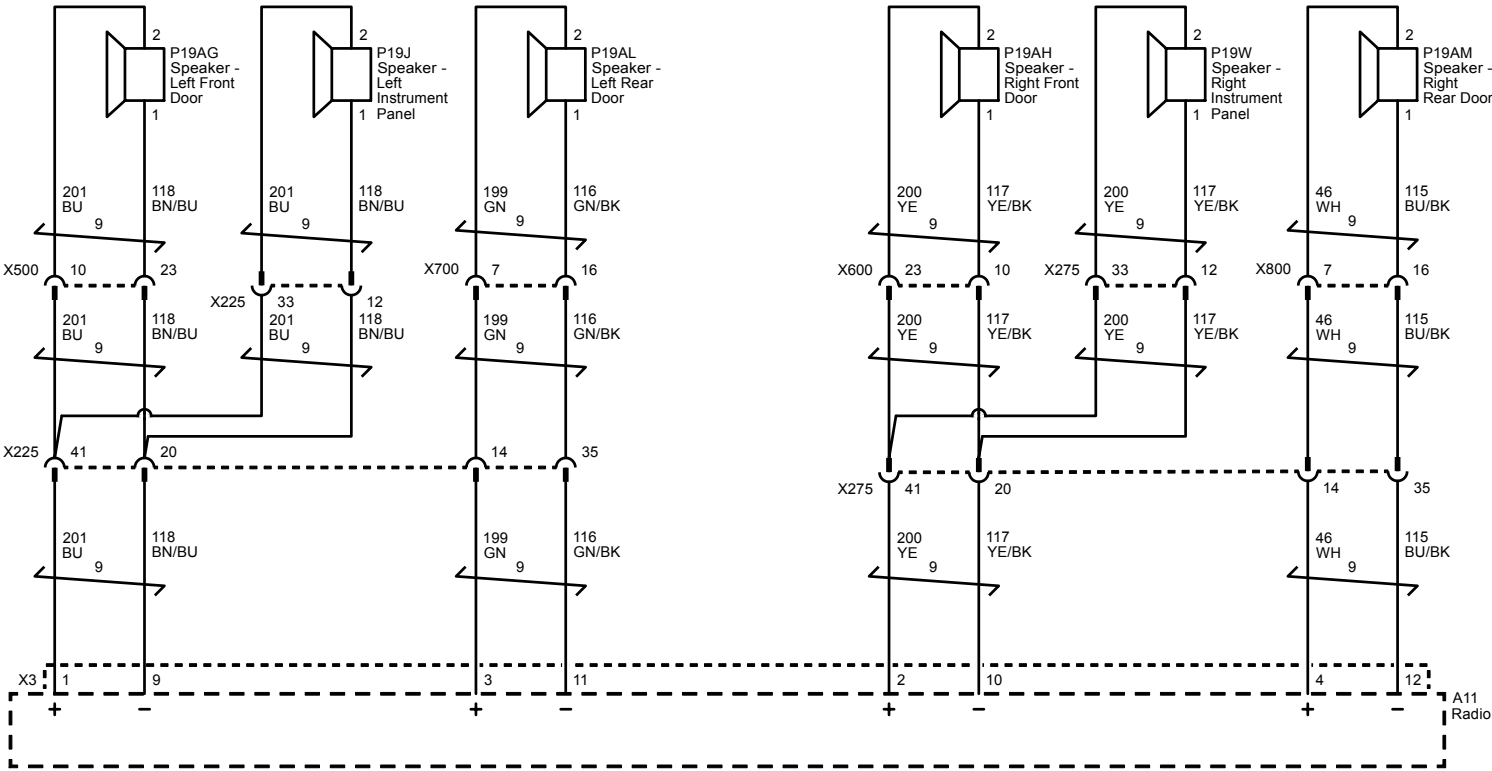 2
P19AG
Speaker -
Left Front
Door
1
2
P19J
Speaker -
Left
Instrument
Panel
1
2
P19AL
Speaker -
Left Rear
Door
1
2
P19AH
Speaker -
Right Front
Door
1
2
P19W
Speaker -
Right
Instrument
Panel
1
2
P19AM
Speaker -
Right
Rear Door
1
201
BU
118
BN/BU
9
201
BU
118
BN/BU
9
199
GN
116
GN/BK
9
200
YE
117
YE/BK
9
200
YE
117
YE/BK
9
46
WH
115
BU/BK
9
X500 10 23
X225 33 12
X700 7 16
X600 23 10
X275 33 12
X800 7 16
201
BU
118
BN/BU
9
201
BU
118
BN/BU
9
199
GN
116
GN/BK
9
200
YE
117
YE/BK
9
200
YE
117
YE/BK
9
46
WH
115
BU/BK
9
X225 41 20 14 35
X275 41 20 14 35
201
BU
118
BN/BU
9
199
GN
116
GN/BK
9
200
YE
117
YE/BK
9
46
WH
115
BU/BK
9
X3 1 9 3 11 2 10 4 12
+ − + − + − + −
A11
Radio